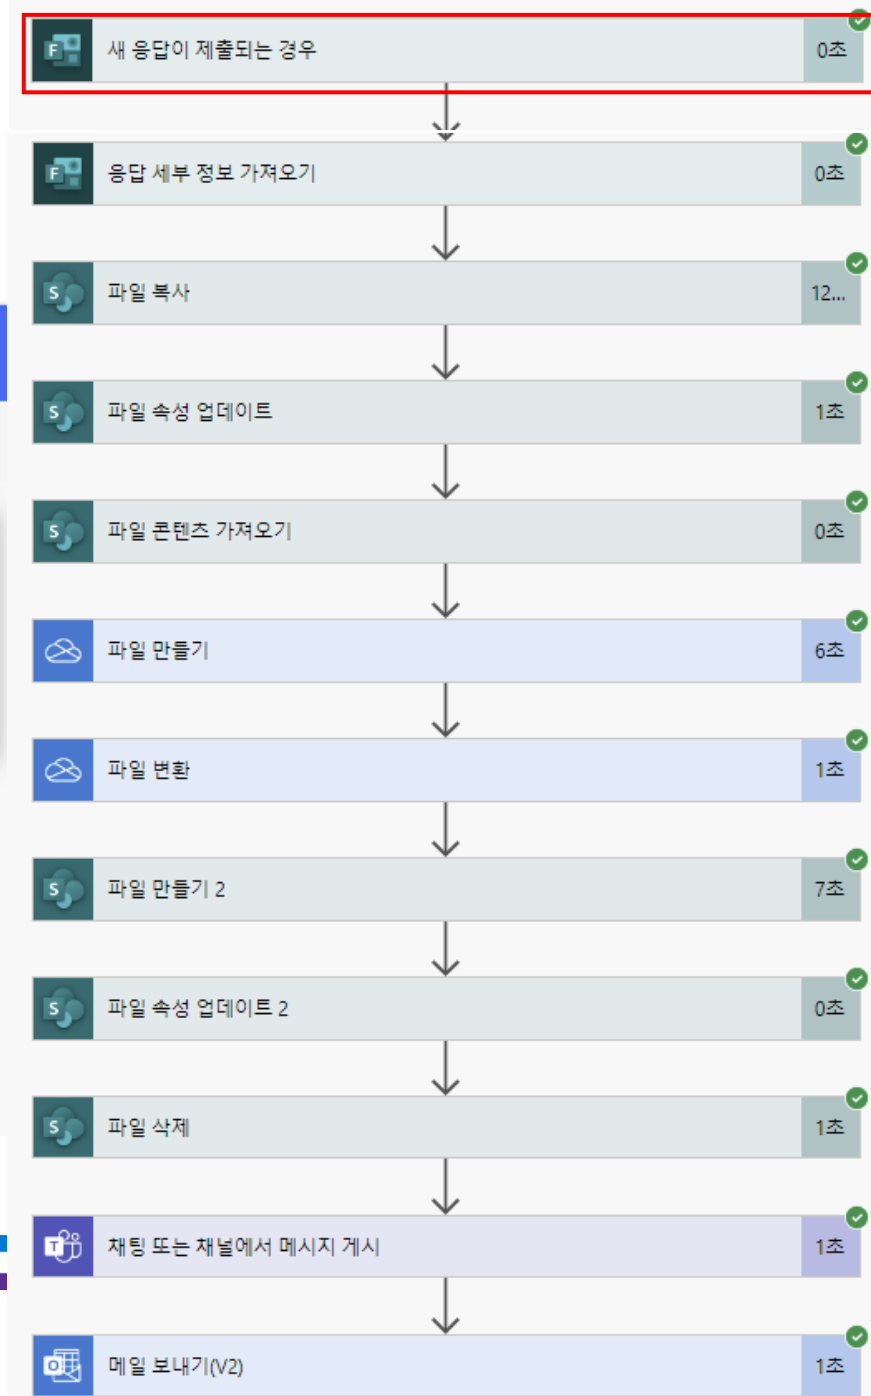 새 응답이 제출되는 경우 0초
응답 세부 정보 가져오기 0초
파일 복사 12...
파일 속성 업데이트 1초
파일 콘텐츠 가져오기 0초
파일 만들기 6초
파일 변환 1초
파일 만들기 2 7초
파일 속성 업데이트 2 0초
파일 삭제 1초
채팅 또는 채널에서 메시지 게시 1초
메일 보내기(V2) 1초